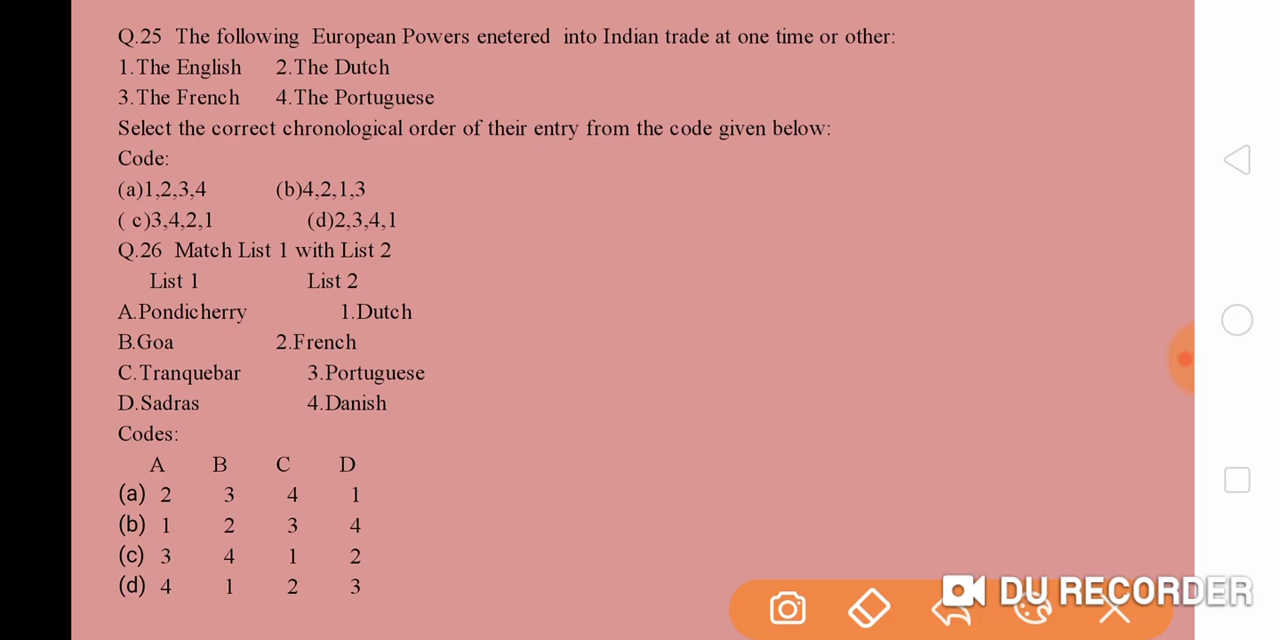 Q.25 The following European Powers enetered into Indian trade at one time or other:
1.The English 2.The Dutch
3.The French 4.The Portuguese
Select the correct chronological order of their entry from the code given below:
Code:
(a)1,2,3,4 (b)4,2,1,3
( c)3,4,2,1 (d)2,3,4,1
Q.26 Match List 1 with List 2
List 1 List 2
A.Pondicherry 1.Dutch
B.Goa 2.French
C.Tranquebar 3.Portuguese
D.Sadras 4.Danish
Codes:
A B C D
(a) 2 3 4 1
(b) 1 2 3 4
(c) 3 4 1 2
(d) 4 1 2 3
DU RECORDER